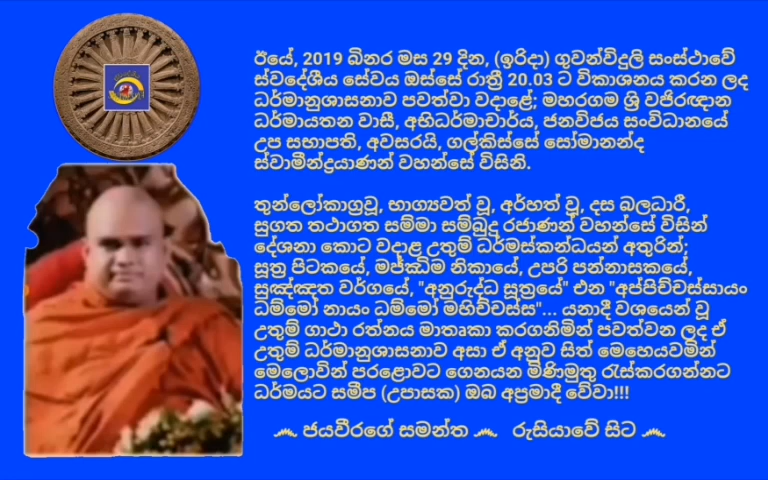 ඊයේ, 2019 බිනර මස 29 දින, (ඉරිදා) ගුවන්විදුලි සංස්ථාවේ
ස්වදේශීය සේවය ඔස්සේ රාත්‍රී 20.03 ට විකාශනය කරන ලද
ධර්මානුශාසනාව පවත්වා වදාළේ; මහරගම ශ්‍රි වජිරඥාන
ධර්මායතන වාසී, අභිධර්මාචාර්ය, ජනවිජය සංවිධානයේ
උප සභාපති, අවසරයි, ගල්කිස්සේ සෝමානන්ද
ස්වාමීන්ද්‍රයාණන් වහන්සේ විසිනි.
තුන්ලෝකාග්‍රවූ, භාග්‍යවත් වූ, අර්හත් වූ, දස බලධාරී,
සුගත තථාගත සම්මා සම්බුදු රජාණන් වහන්සේ විසින්
දේශනා කොට වදාළ උතුම් ධර්මස්කන්ධයන් අතුරින්;
සූත්‍ර පිටකයේ, මජ්ඣිම නිකායේ, උපරි පන්නාසකයේ,
සුඤ්ඤත වර්ගයේ, "අනුරුද්ධ සූත්‍රයේ" එන "අප්පිච්චස්සායං
ධම්මෝ නායං ධම්මෝ මහිච්චස්ස"... යනාදී වශයෙන් වූ
උතුම් ගාථා රත්නය මාතෘකා කරගනිමින් පවත්වන ලද ඒ
උතුම් ධර්මානුශාසනාව අසා ඒ අනුව සිත් මෙහෙයවමින්
මෙලොවින් පරළොවට ගෙනයන මිණිමුතු රැස්කරගන්නට
ධර්මයට සමීප (උපාසක) ඔබ අප්‍රමාදී වේවා!!!
ජයවීරගේ සමන්ත රුසියාවේ සිට